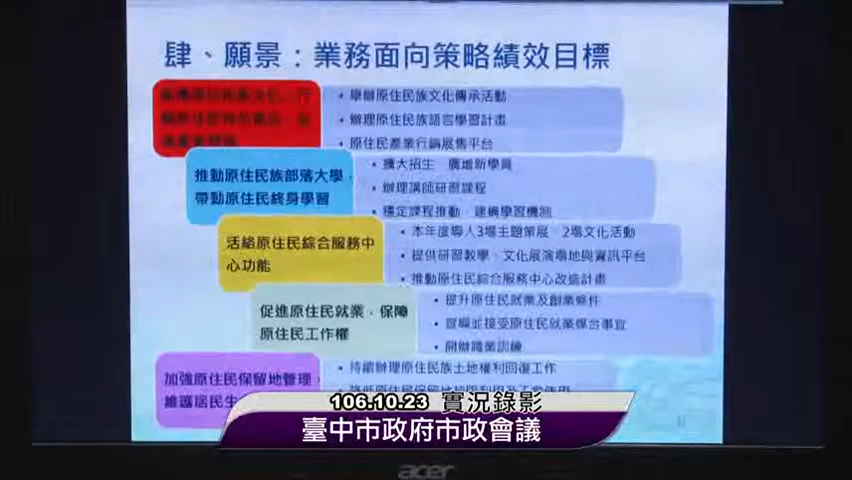 肆、願景：業務面向策略績效目標
• 舉辦原住民族文化傳承活動
• 辦理原住民族語言學習計畫
• 原住民產業行銷展售平台
推動原住民族部落大學，
帶動原住民終身學習
• 擴大招生、廣增新學員
• 辦理講師研習課程
• 穩定課程推動、建構學習機制
活絡原住民綜合服務中
心功能
• 本年度導入3場主題策展、2場文化活動
• 提供研習教學、文化展演場地與資訊平台
• 推動原住民綜合服務中心改造計畫
促進原住民就業，保障
原住民工作權
• 提升原住民就業及創業條件
• 宣導並接受原住民就業媒合事宜
• 開辦職業訓練
加強原住民保留地管理，
維護居民生
• 持續辦理原住民族土地權利回復工作
106.10.23 實況錄影
臺中市政府市政會議
acer